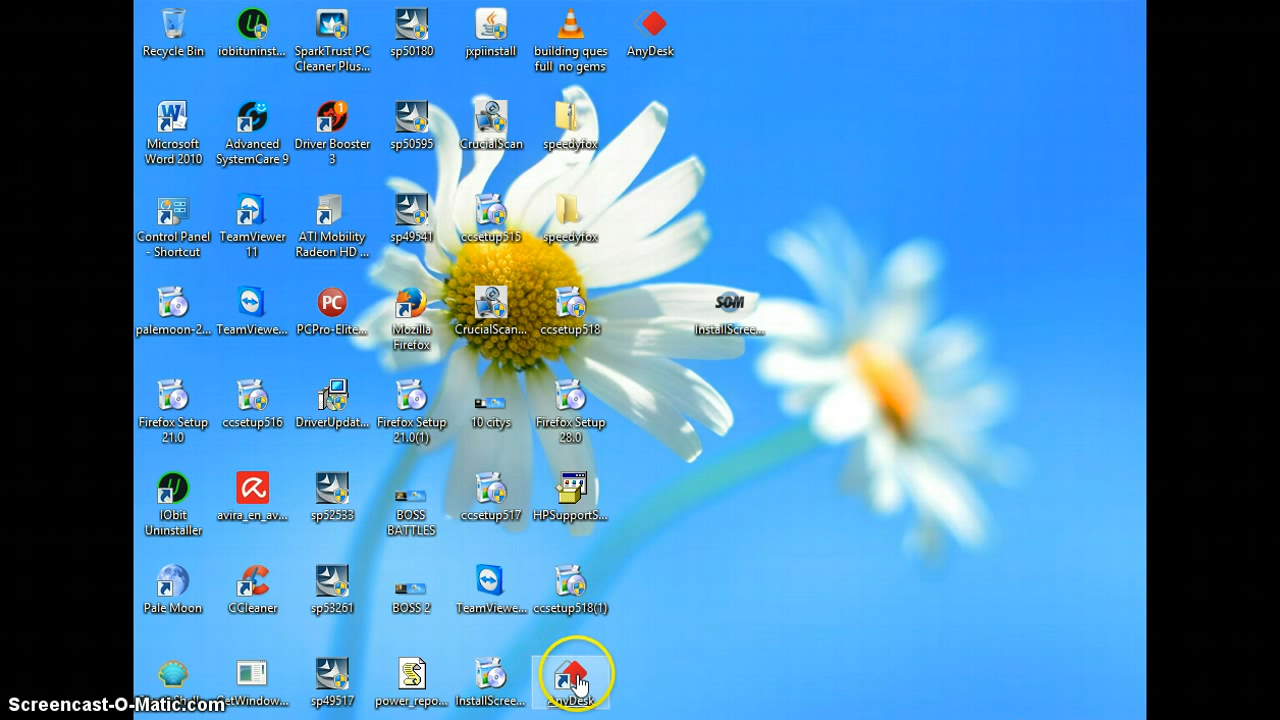 Recycle Bin
iobituninst...
SparkTrust PC
Cleaner Plus...
sp50180
jxpiinstall
building ques
full no gems
AnyDesk
Microsoft
Word 2010
Advanced
SystemCare 9
1
Driver Booster
3
sp50595
CrucialScan
speedyfox
Control Panel
- Shortcut
TeamViewer
11
ATI Mobility
Radeon HD ...
sp49541
ccsetup515
speedyfox
palemoon-2...
TeamViewe...
PC
PCPro-Elite...
Mozilla
Firefox
CrucialScan...
ccsetup518
SOM
InstallScree...
Firefox Setup
21.0
ccsetup516
DriverUpdat...
Firefox Setup
21.0(1)
10 citys
Firefox Setup
28.0
IObit
Uninstaller
avira_en_av...
sp52533
BOSS
BATTLES
ccsetup517
HPSupportS...
Pale Moon
CCleaner
sp53261
BOSS 2
TeamViewe...
ccsetup518(1)
GetWindow...
sp49517
power_repo...
InstallScree...
AnyDesk
Screencast-O-Matic.com